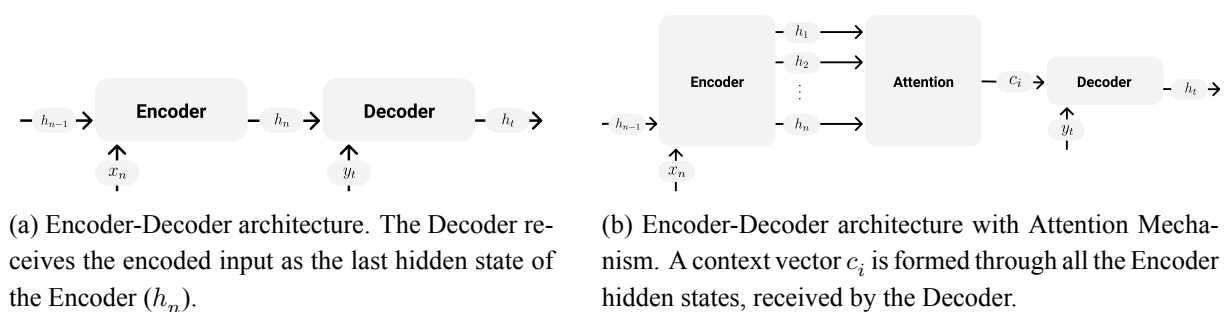 h_{n-1}
Encoder
h_n
Decoder
h_t
x_n
y_t
(a) Encoder-Decoder architecture. The Decoder re-
ceives the encoded input as the last hidden state of
the Encoder (h_n).
h_{n-1}
Encoder
x_n
h_1
h_2
⋮
h_n
Attention
c_i
Decoder
h_t
y_t
(b) Encoder-Decoder architecture with Attention Mecha-
nism. A context vector c_i is formed through all the Encoder
hidden states, received by the Decoder.